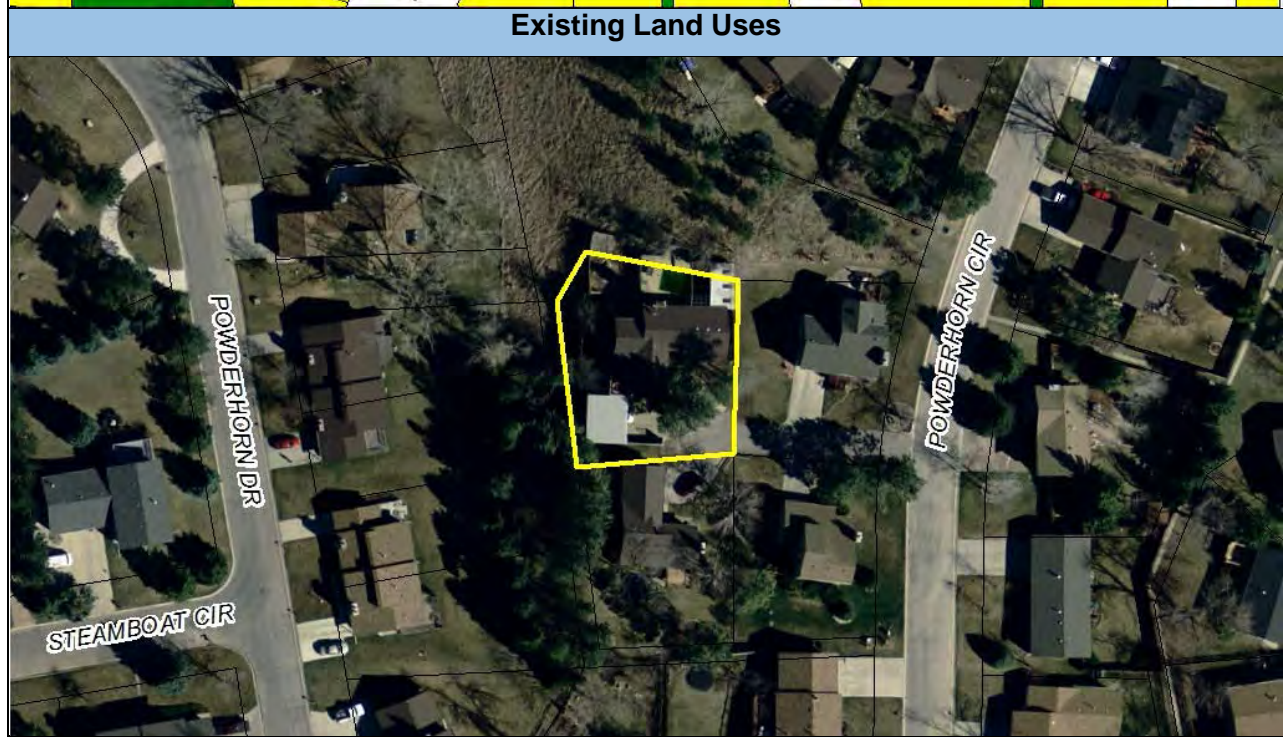 Existing Land Uses
POWDERHORN DR
POWDERHORN CIR
STEAMBOAT CIR